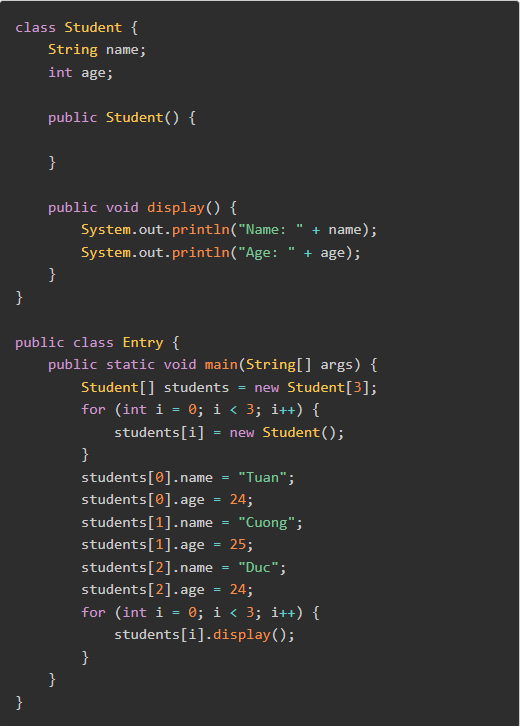 class Student {
    String name;
    int age;

    public Student() {

    }

    public void display() {
        System.out.println("Name: " + name);
        System.out.println("Age: " + age);
    }
}

public class Entry {
    public static void main(String[] args) {
        Student[] students = new Student[3];
        for (int i = 0; i < 3; i++) {
            students[i] = new Student();
        }
        students[0].name = "Tuan";
        students[0].age = 24;
        students[1].name = "Cuong";
        students[1].age = 25;
        students[2].name = "Duc";
        students[2].age = 24;
        for (int i = 0; i < 3; i++) {
            students[i].display();
        }
    }
}